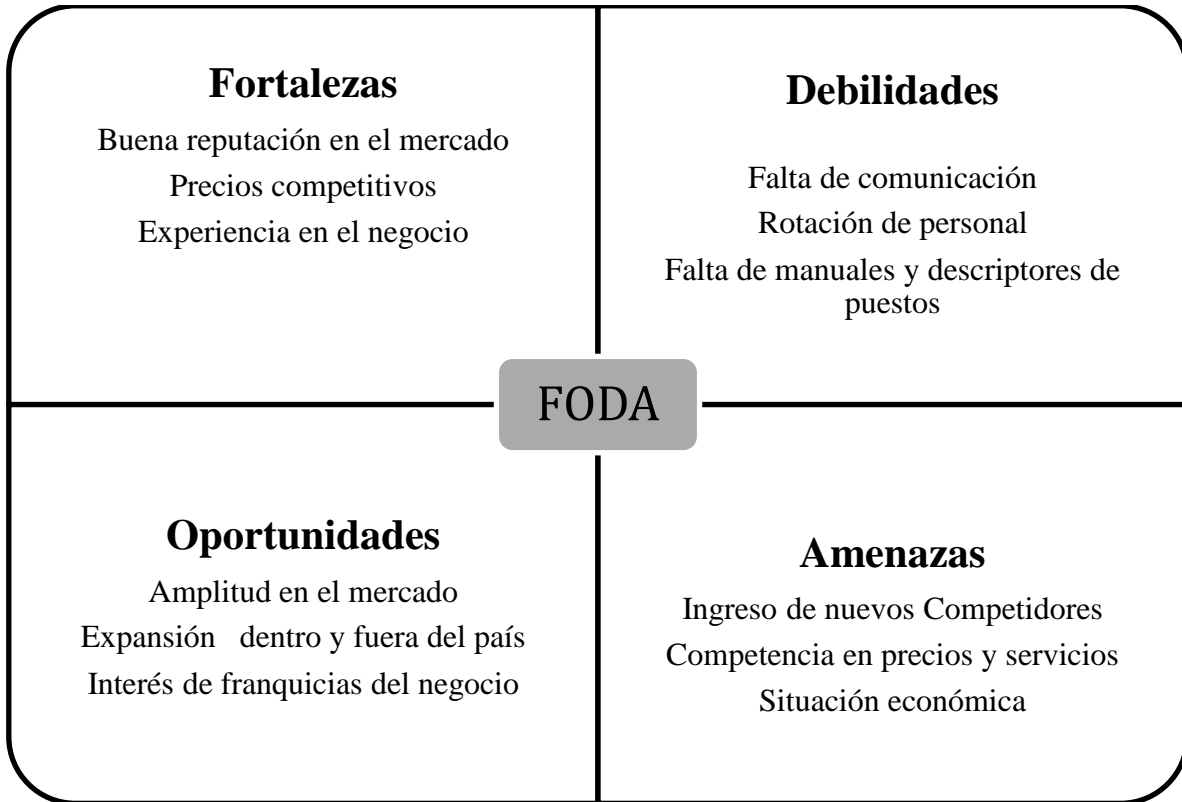 Fortalezas
Buena reputación en el mercado
Precios competitivos
Experiencia en el negocio
Debilidades
Falta de comunicación
Rotación de personal
Falta de manuales y descriptores de
puestos
FODA
Oportunidades
Amplitud en el mercado
Expansión dentro y fuera del país
Interés de franquicias del negocio
Amenazas
Ingreso de nuevos Competidores
Competencia en precios y servicios
Situación económica